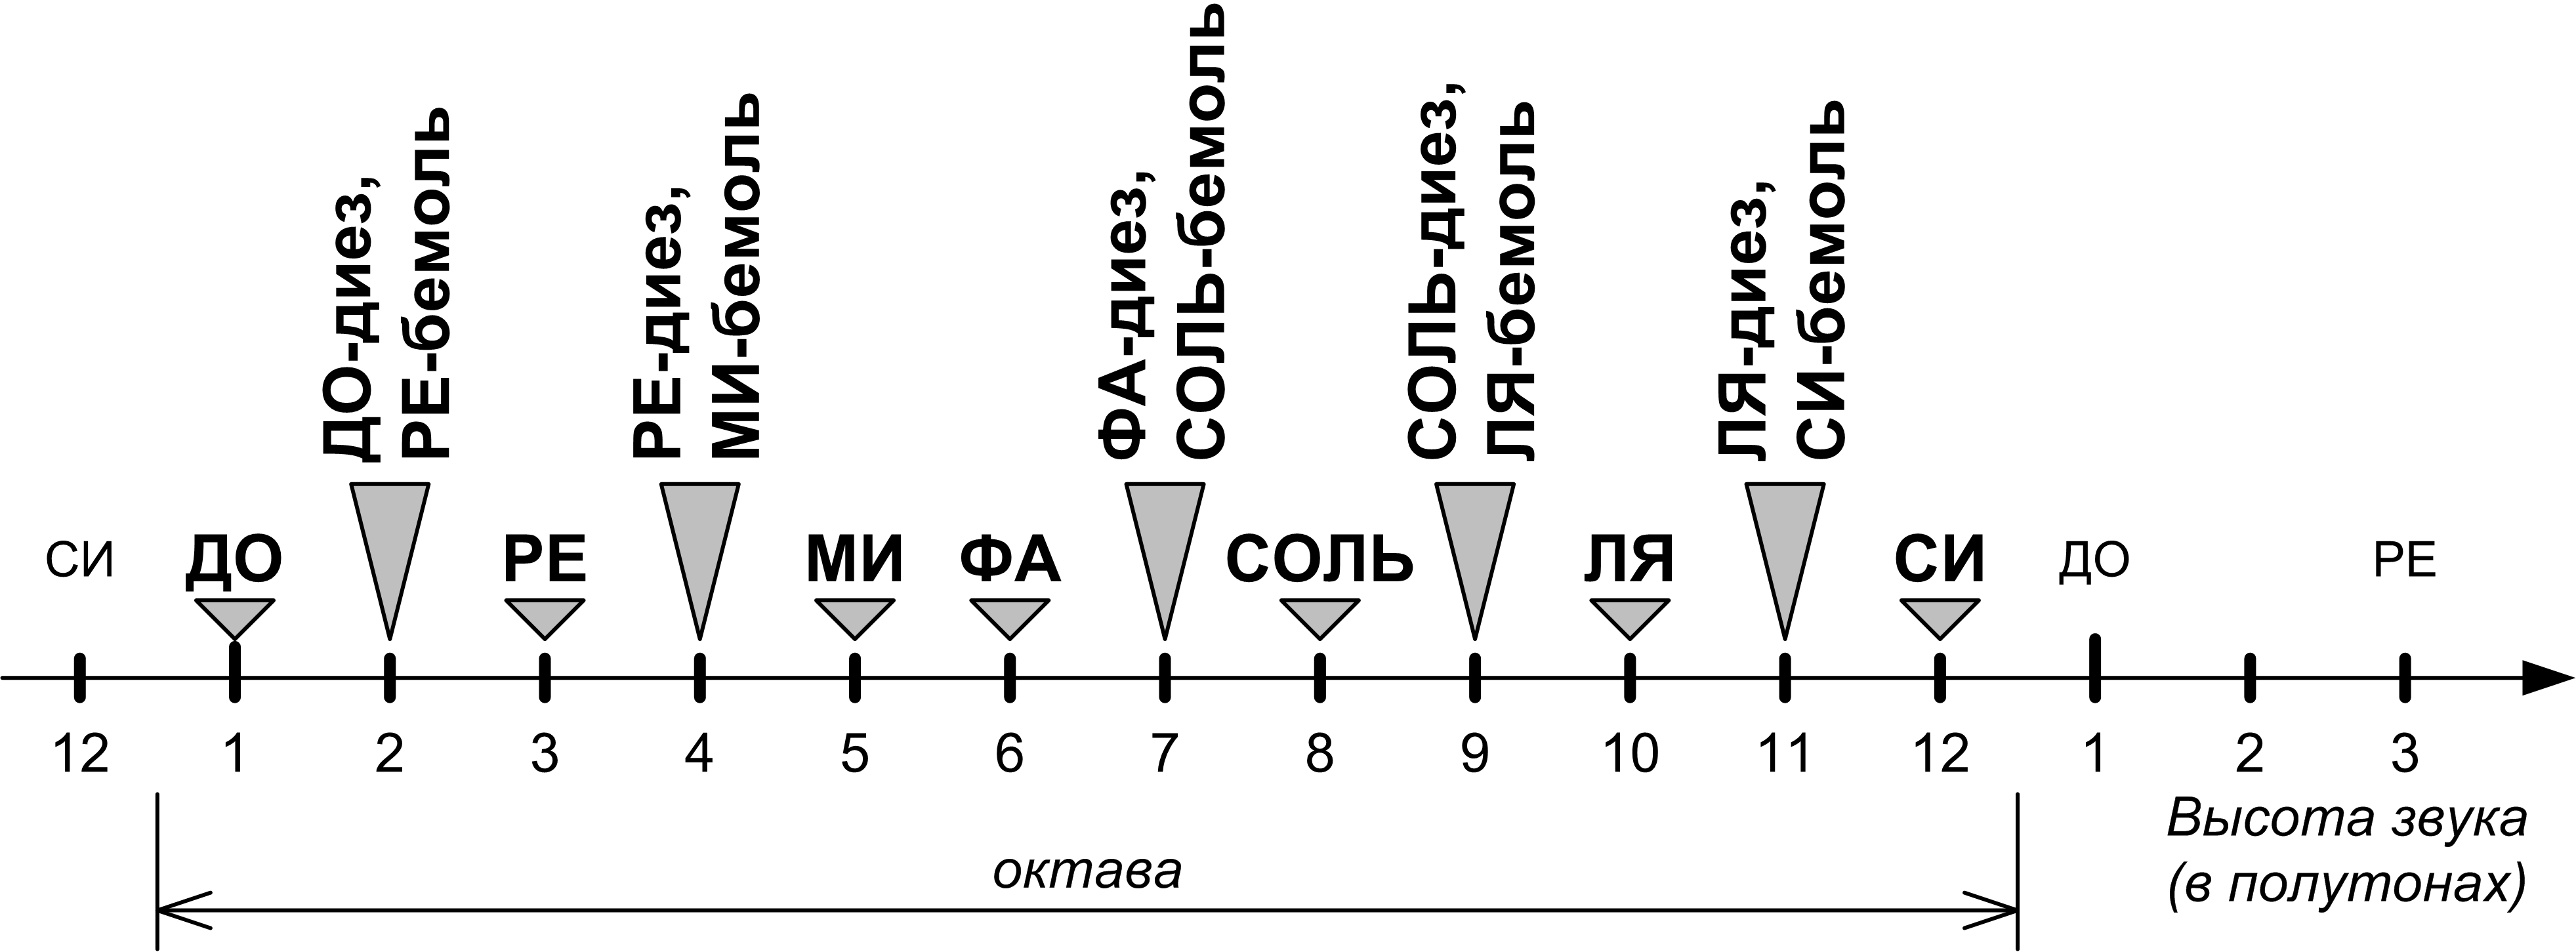 ДО-диез,
РЕ-бемоль
РЕ-диез,
МИ-бемоль
ФА-диез,
СОЛЬ-бемоль
СОЛЬ-диез,
ЛЯ-бемоль
ЛЯ-диез,
СИ-бемоль
СИ ДО РЕ МИ ФА СОЛЬ ЛЯ СИ ДО РЕ
12 1 2 3 4 5 6 7 8 9 10 11 12 1 2 3
октава
Высота звука
(в полутонах)